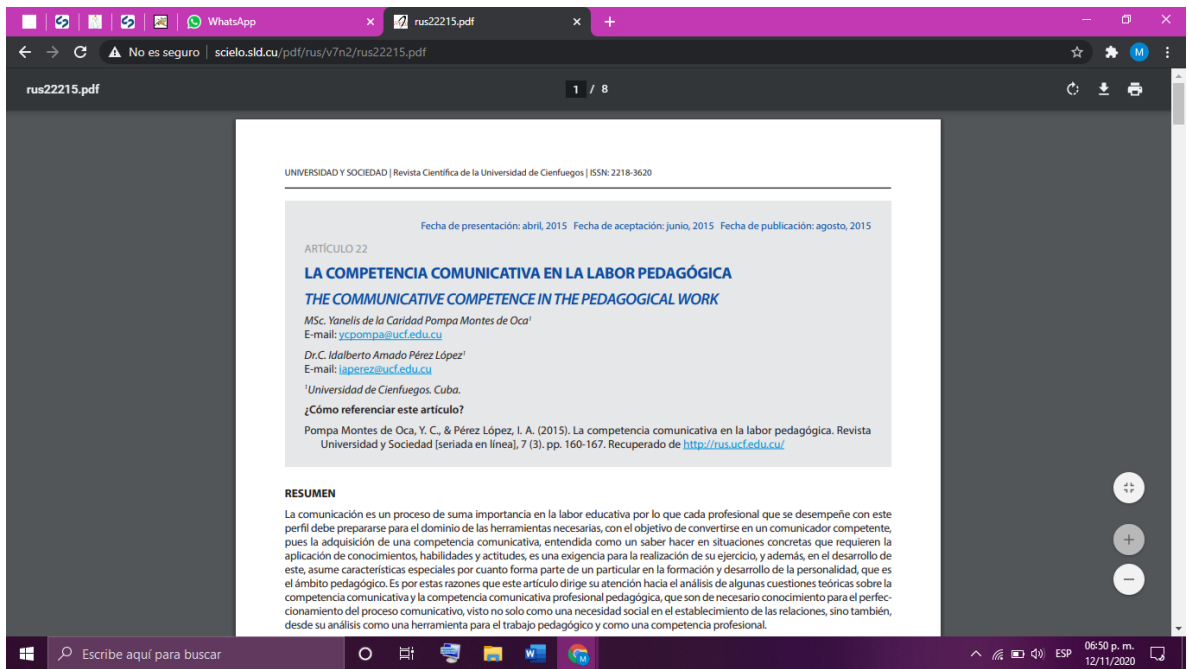 WhatsApp
rus22215.pdf
No es seguro | scielo.sld.cu/pdf/rus/v7n2/rus22215.pdf
M
rus22215.pdf
1 / 8
UNIVERSIDAD Y SOCIEDAD | Revista Científica de la Universidad de Cienfuegos | ISSN: 2218-3620
Fecha de presentación: abril, 2015 Fecha de aceptación: junio, 2015 Fecha de publicación: agosto, 2015
ARTÍCULO 22
LA COMPETENCIA COMUNICATIVA EN LA LABOR PEDAGÓGICA
THE COMMUNICATIVE COMPETENCE IN THE PEDAGOGICAL WORK
MSc. Yanelis de la Caridad Pompa Montes de Oca¹
E-mail: ycpompa@ucf.edu.cu
Dr.C. Idalberto Amado Pérez López¹
E-mail: iaperez@ucf.edu.cu
¹Universidad de Cienfuegos. Cuba.
¿Cómo referenciar este artículo?
Pompa Montes de Oca, Y. C., & Pérez López, I. A. (2015). La competencia comunicativa en la labor pedagógica. Revista
Universidad y Sociedad [seriada en línea], 7 (3). pp. 160-167. Recuperado de http://rus.ucf.edu.cu/
RESUMEN
La comunicación es un proceso de suma importancia en la labor educativa por lo que cada profesional que se desempeñe con este
perfil debe prepararse para el dominio de las herramientas necesarias, con el objetivo de convertirse en un comunicador competente,
pues la adquisición de una competencia comunicativa, entendida como un saber hacer en situaciones concretas que requieren la
aplicación de conocimientos, habilidades y actitudes, es una exigencia para la realización de su ejercicio, y además, en el desarrollo de
este, asume características especiales por cuanto forma parte de un particular en la formación y desarrollo de la personalidad, que es
el ámbito pedagógico. Es por estas razones que este artículo dirige su atención hacia el análisis de algunas cuestiones teóricas sobre la
competencia comunicativa y la competencia comunicativa profesional pedagógica, que son de necesario conocimiento para el perfec-
cionamiento del proceso comunicativo, visto no solo como una necesidad social en el establecimiento de las relaciones, sino también,
desde su análisis como una herramienta para el trabajo pedagógico y como una competencia profesional.
Escribe aquí para buscar
W
M
ESP
06:50 p. m.
12/11/2020